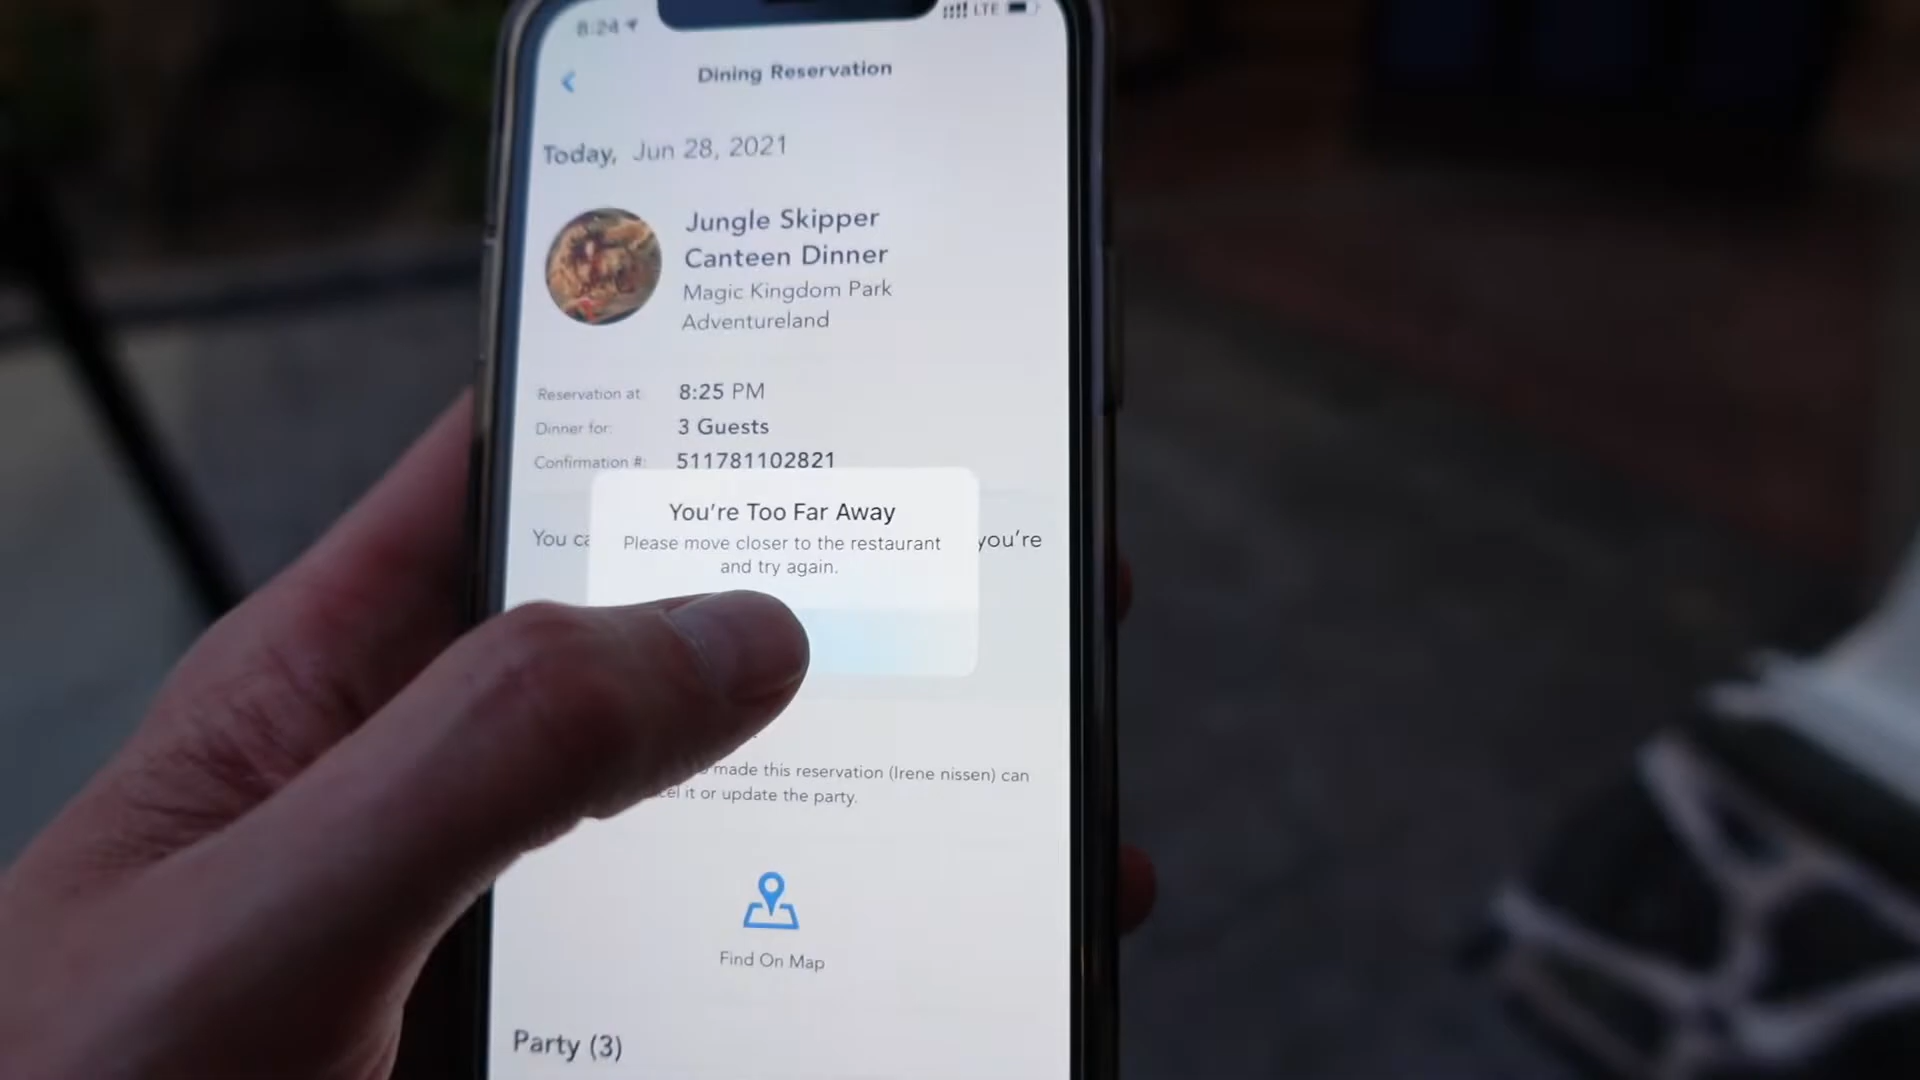 8:24
LTE
Dining Reservation
Today, Jun 28, 2021
Jungle Skipper
Canteen Dinner
Magic Kingdom Park
Adventureland
Reservation at: 8:25 PM
Dinner for: 3 Guests
Confirmation #: 511781102821
You're Too Far Away
You ca Please move closer to the restaurant you're
and try again.
made this reservation (Irene nissen) can
cel it or update the party.
Find On Map
Party (3)